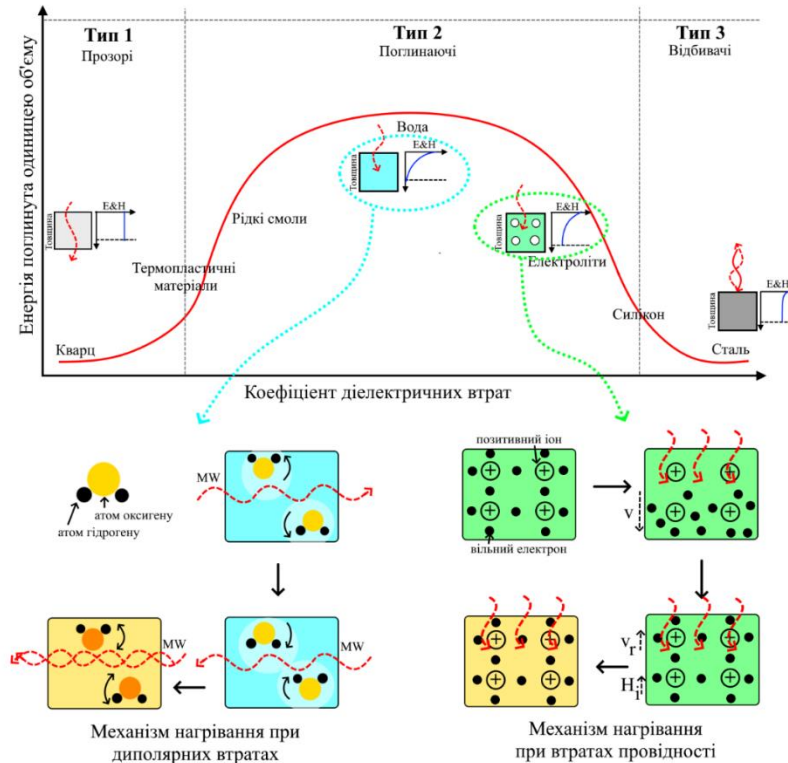 Тип 1
Прозорі
Тип 2
Поглинаючі
Тип 3
Відбивачі
Енергія поглинута одиницею об'єму
Вода
E&H
Товщина
E&H
Товщина
Рідкі смоли
E&H
Товщина
Термопластичні
матеріали
Електроліти
E&H
Товщина
Силікон
Кварц
Сталь
Коефіцієнт діелектричних втрат
MW
атом оксигену
атом гідрогену
MW
MW
Механізм нагрівання при
диполярних втратах
позитивний іон
+
+
+
+
вільний електрон
+
+
+
+
v
+
+
+
+
+
+
+
+
v_r
H_i
Механізм нагрівання
при втратах провідності